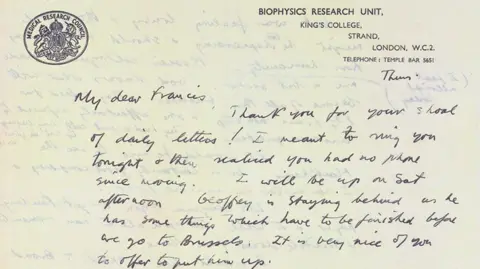 MEDICAL RESEARCH COUNCIL
BIOPHYSICS RESEARCH UNIT,
KING'S COLLEGE,
STRAND,
LONDON, W.C.2.
TELEPHONE: TEMPLE BAR 5651
Thurs.
My dear Francis,
Thank you for your shoal
of daily letters! I meant to ring you
tonight & then realised you had no phone
since moving. I will be up on Sat
afternoon Geoffrey is staying behind as he
has some things which have to be finished before
we go to Brussels. It is very nice of you
to offer to put him up.